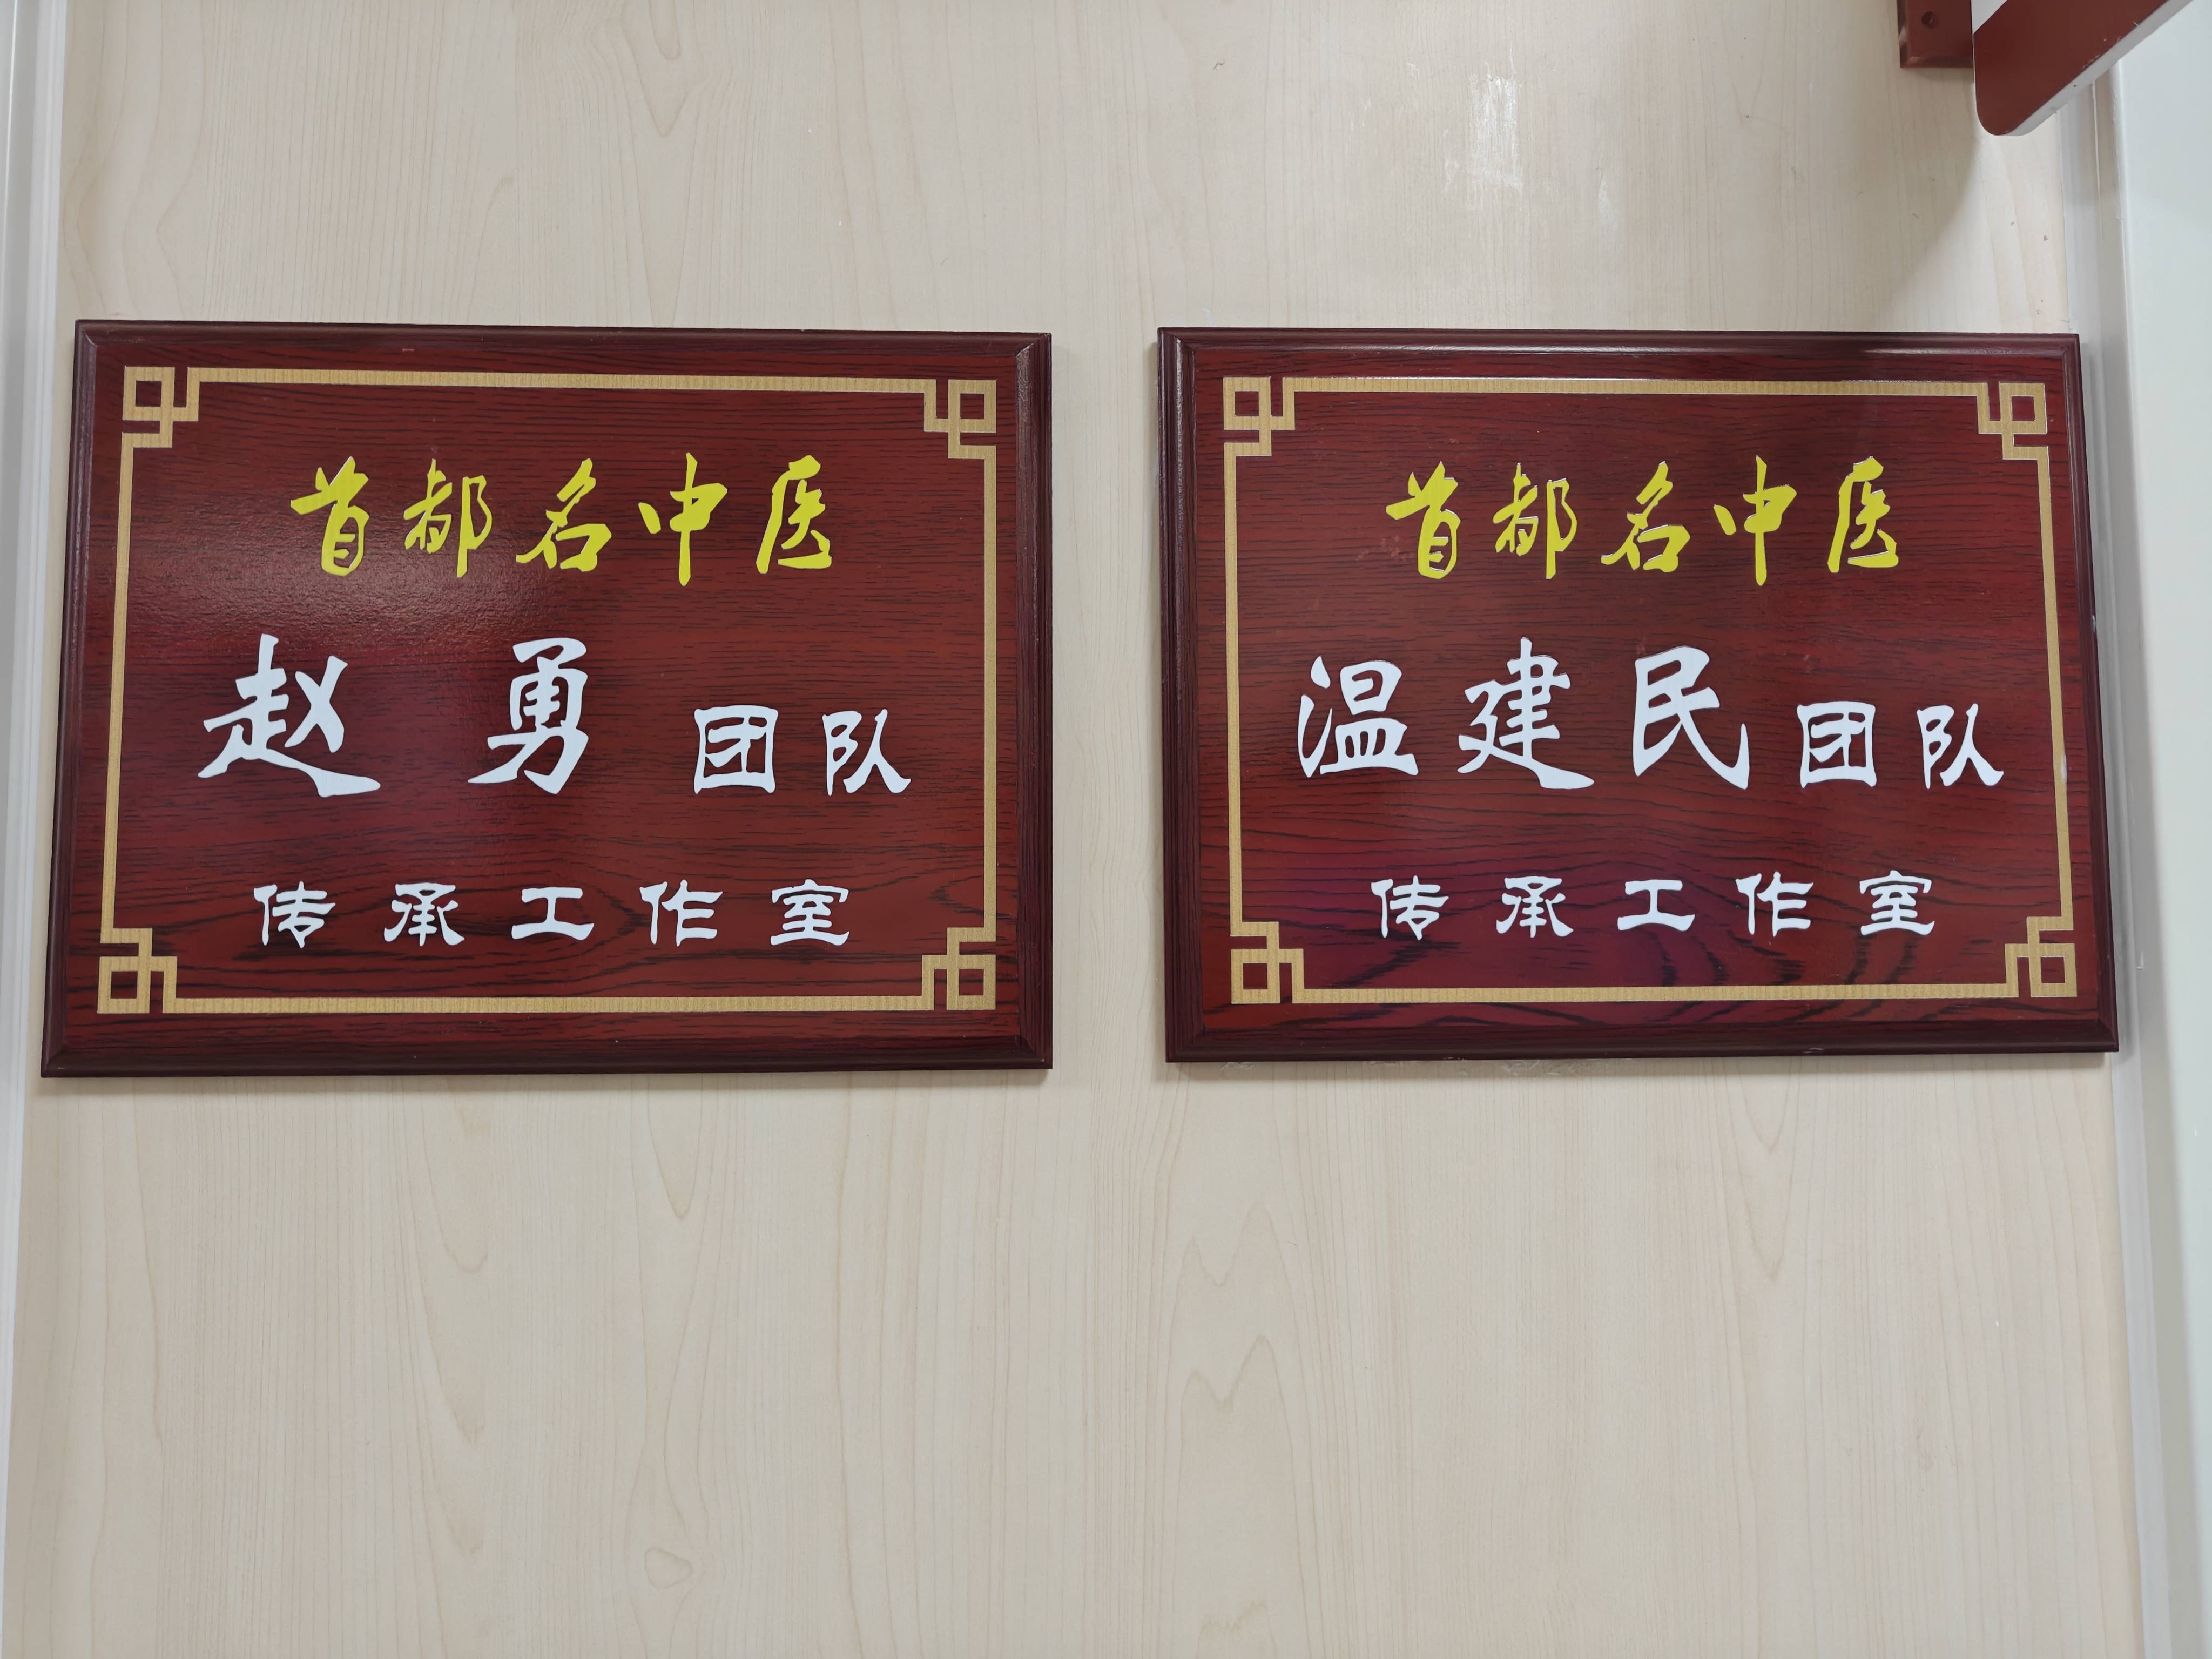 首都名中医
赵勇团队
传承工作室
首都名中医
温建民团队
传承工作室